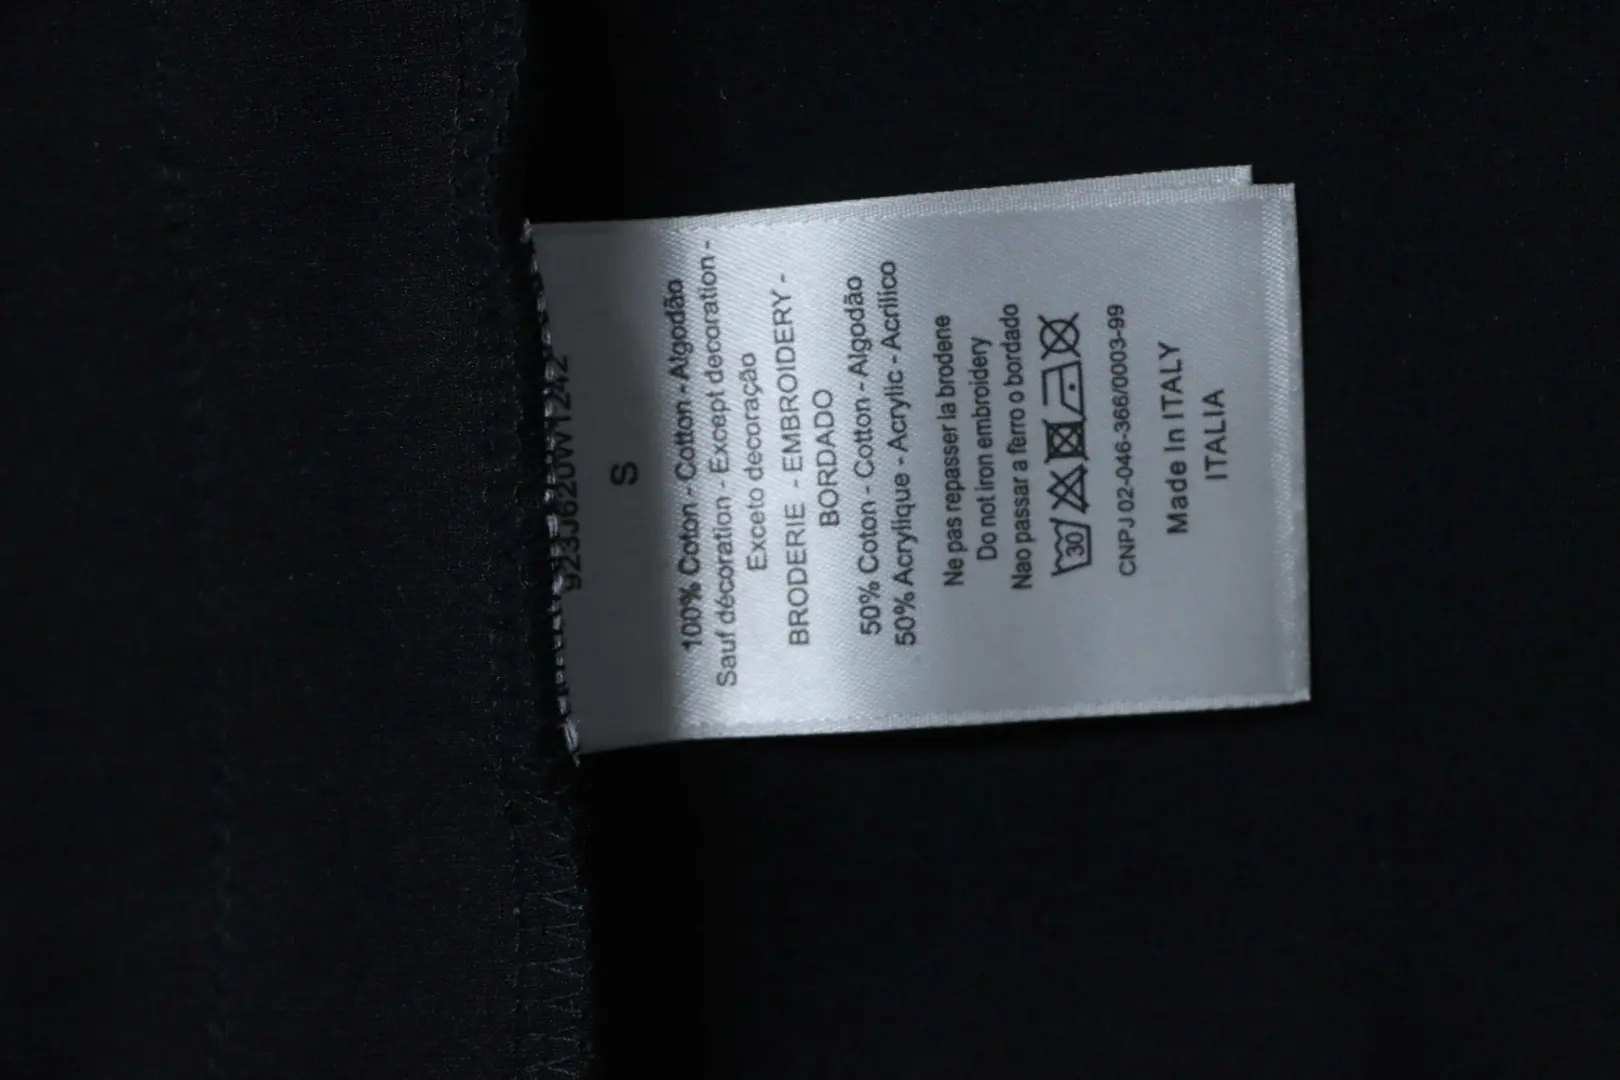 923J620W1242
S
100% Coton - Cotton - Algodão
Sauf décoration - Except decoration -
Exceto decoração
BRODERIE - EMBROIDERY -
BORDADO
50% Coton - Cotton - Algodão
50% Acrylique - Acrylic - Acrílico
Ne pas repasser la brodene
Do not iron embroidery
Nao passar a ferro o bordado
30
CNPJ 02-046-366/0003-99
Made In ITALY
ITALIA